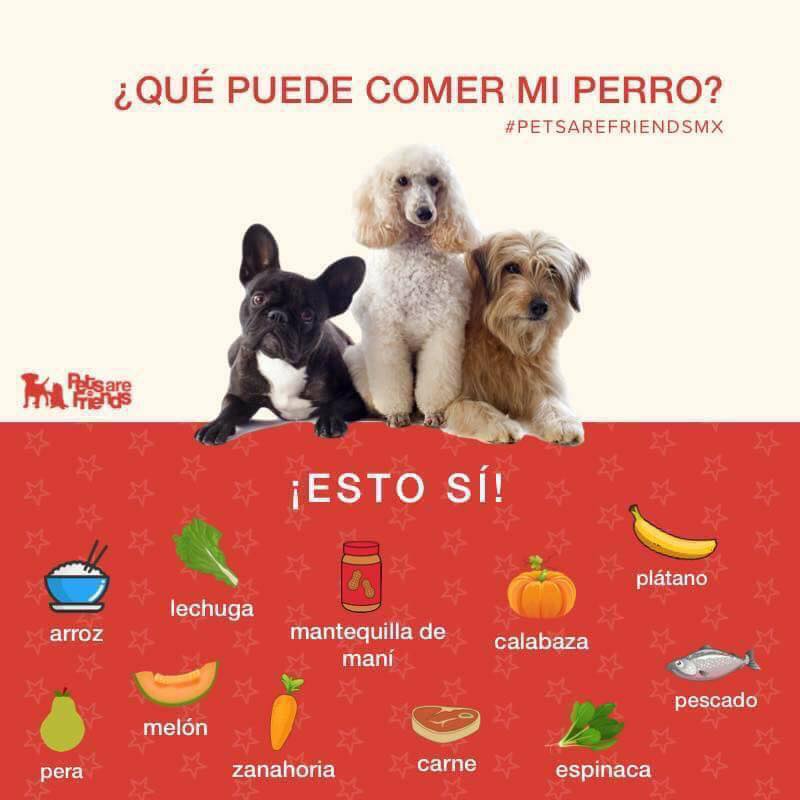 ¿QUÉ PUEDE COMER MI PERRO?
#PETSAREFRIENDSMX
Pets are
Friends
¡ESTO SÍ!
arroz
lechuga
mantequilla de
maní
calabaza
plátano
pera
melón
zanahoria
carne
espinaca
pescado